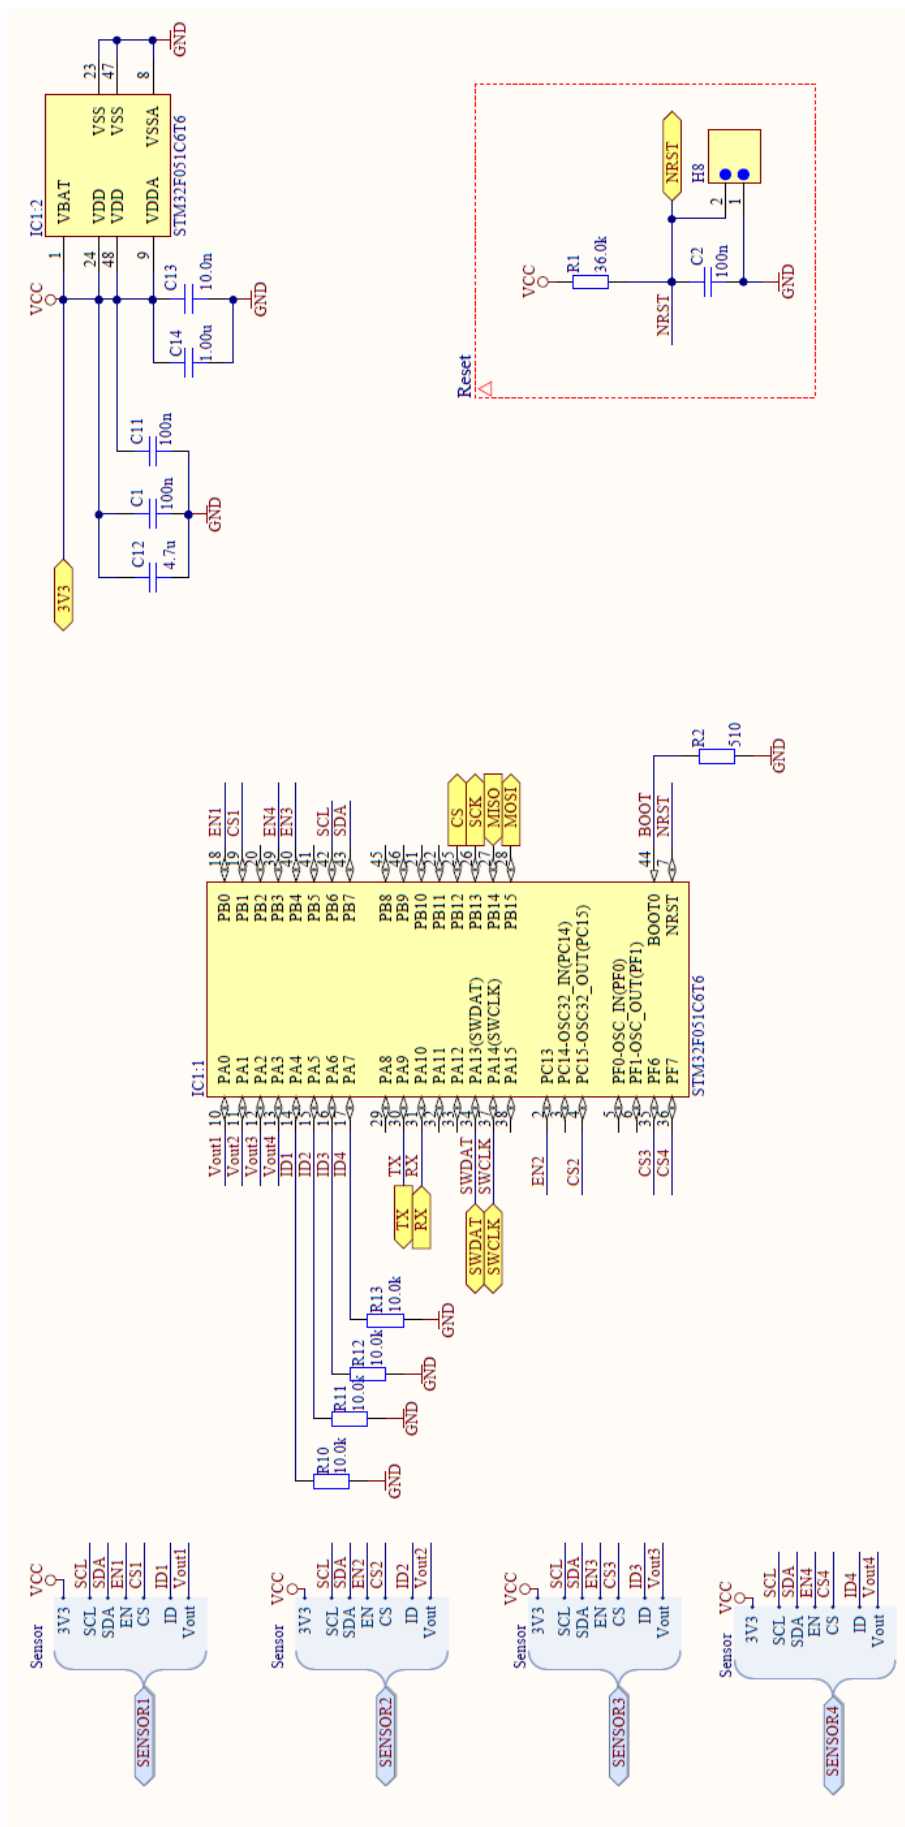 Sensor
VCC
3V3
SCL
SCL
SDA
SDA
EN
EN1
CS
CS1
ID
ID1
Vout
Vout1
SENSOR1
Sensor
VCC
3V3
SCL
SCL
SDA
SDA
EN
EN2
CS
CS2
ID
ID2
Vout
Vout2
SENSOR2
Sensor
VCC
3V3
SCL
SCL
SDA
SDA
EN
EN3
CS
CS3
ID
ID3
Vout
Vout3
SENSOR3
Sensor
VCC
3V3
SCL
SCL
SDA
SDA
EN
EN4
CS
CS4
ID
ID4
Vout
Vout4
SENSOR4
R10
10.0k
GND
R11
10.0k
GND
R12
10.0k
GND
R13
10.0k
GND
IC1:1
Vout1 10 PA0
Vout2 11 PA1
Vout3 12 PA2
Vout4 13 PA3
ID1 14 PA4
ID2 15 PA5
ID3 16 PA6
ID4 17 PA7
29 PA8
TX TX 30 PA9
RX RX 31 PA10
32 PA11
33 PA12
SWDAT SWDAT 34 PA13(SWDAT)
SWCLK SWCLK 37 PA14(SWCLK)
38 PA15
EN2 2 PC13
3 PC14-OSC32_IN(PC14)
CS2 4 PC15-OSC32_OUT(PC15)
5 PF0-OSC_IN(PF0)
6 PF1-OSC_OUT(PF1)
CS3 35 PF6
CS4 36 PF7
PB0 18 EN1
PB1 19 CS1
PB2 20
PB3 39 EN4
PB4 40 EN3
PB5 41
PB6 42 SCL
PB7 43 SDA
PB8 45
PB9 46
PB10 21
PB11 22
PB12 25 CS
PB13 26 SCK
PB14 27 MISO
PB15 28 MOSI
BOOT0 44 BOOT
NRST 7 NRST
STM32F051C6T6
R2
510
GND
3V3
C12
4.7u
C1
100n
C11
100n
GND
C14
1.00u
C13
10.0n
GND
VCC
IC1:2
1 VBAT
24 VDD
48 VDD
9 VDDA
VSS 23
VSS 47
VSSA 8
GND
STM32F051C6T6
Reset
VCC
R1
36.0k
NRST
NRST
C2
100n
GND
H8
2
1